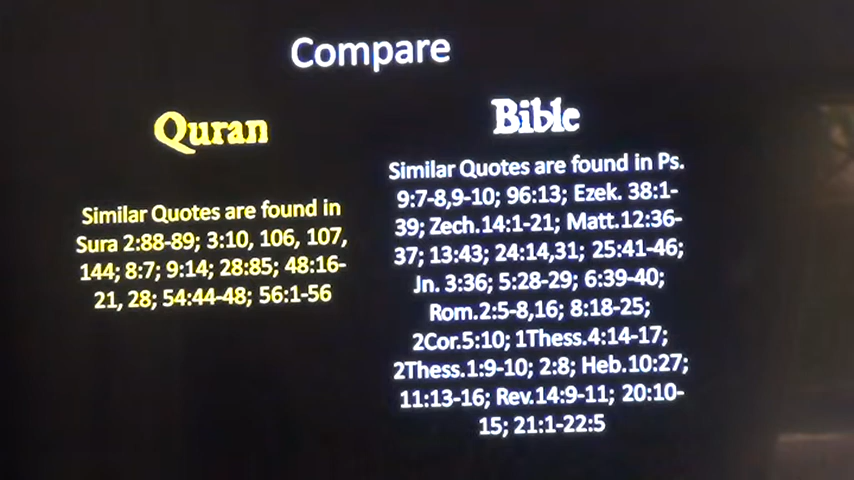 Compare
Quran
Similar Quotes are found in
Sura 2:88-89; 3:10, 106, 107,
144; 8:7; 9:14; 28:85; 48:16-
21, 28; 54:44-48; 56:1-56
Bible
Similar Quotes are found in Ps.
9:7-8,9-10; 96:13; Ezek. 38:1-
39; Zech.14:1-21; Matt.12:36-
37; 13:43; 24:14,31; 25:41-46;
Jn. 3:36; 5:28-29; 6:39-40;
Rom.2:5-8,16; 8:18-25;
2Cor.5:10; 1Thess.4:14-17;
2Thess.1:9-10; 2:8; Heb.10:27;
11:13-16; Rev.14:9-11; 20:10-
15; 21:1-22:5